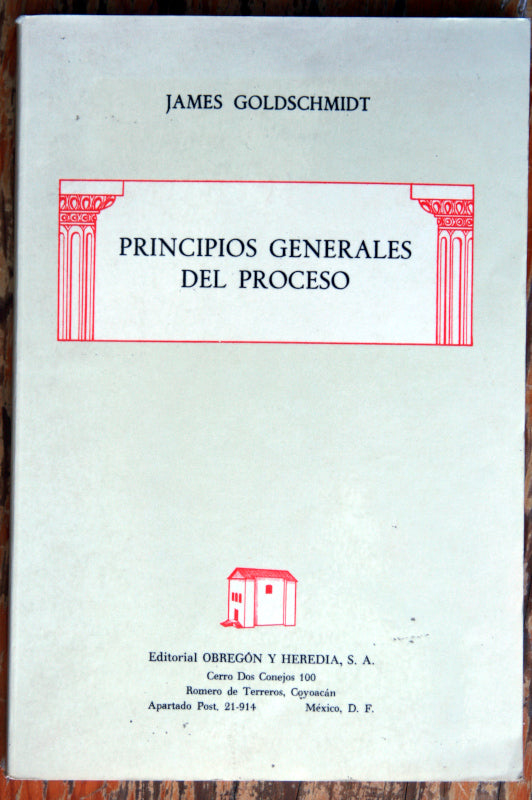 JAMES GOLDSCHMIDT
PRINCIPIOS GENERALES
DEL PROCESO
Editorial OBREGÓN Y HEREDIA, S. A.
Cerro Dos Conejos 100
Romero de Terreros, Coyoacán
Apartado Post. 21-914 México, D. F.